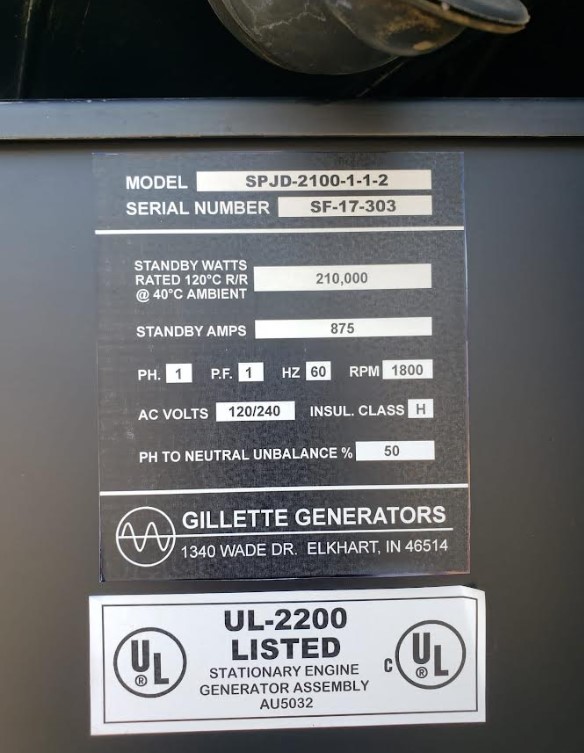 MODEL SPJD-2100-1-1-2
SERIAL NUMBER SF-17-303
STANDBY WATTS
RATED 120°C R/R
@ 40°C AMBIENT
210,000
STANDBY AMPS 875
PH. 1 P.F. 1 HZ 60 RPM 1800
AC VOLTS 120/240 INSUL. CLASS H
PH TO NEUTRAL UNBALANCE % 50
GILLETTE GENERATORS
1340 WADE DR. ELKHART, IN 46514
UL-2200
LISTED
STATIONARY ENGINE
GENERATOR ASSEMBLY
AU5032
UL ®
C UL ®